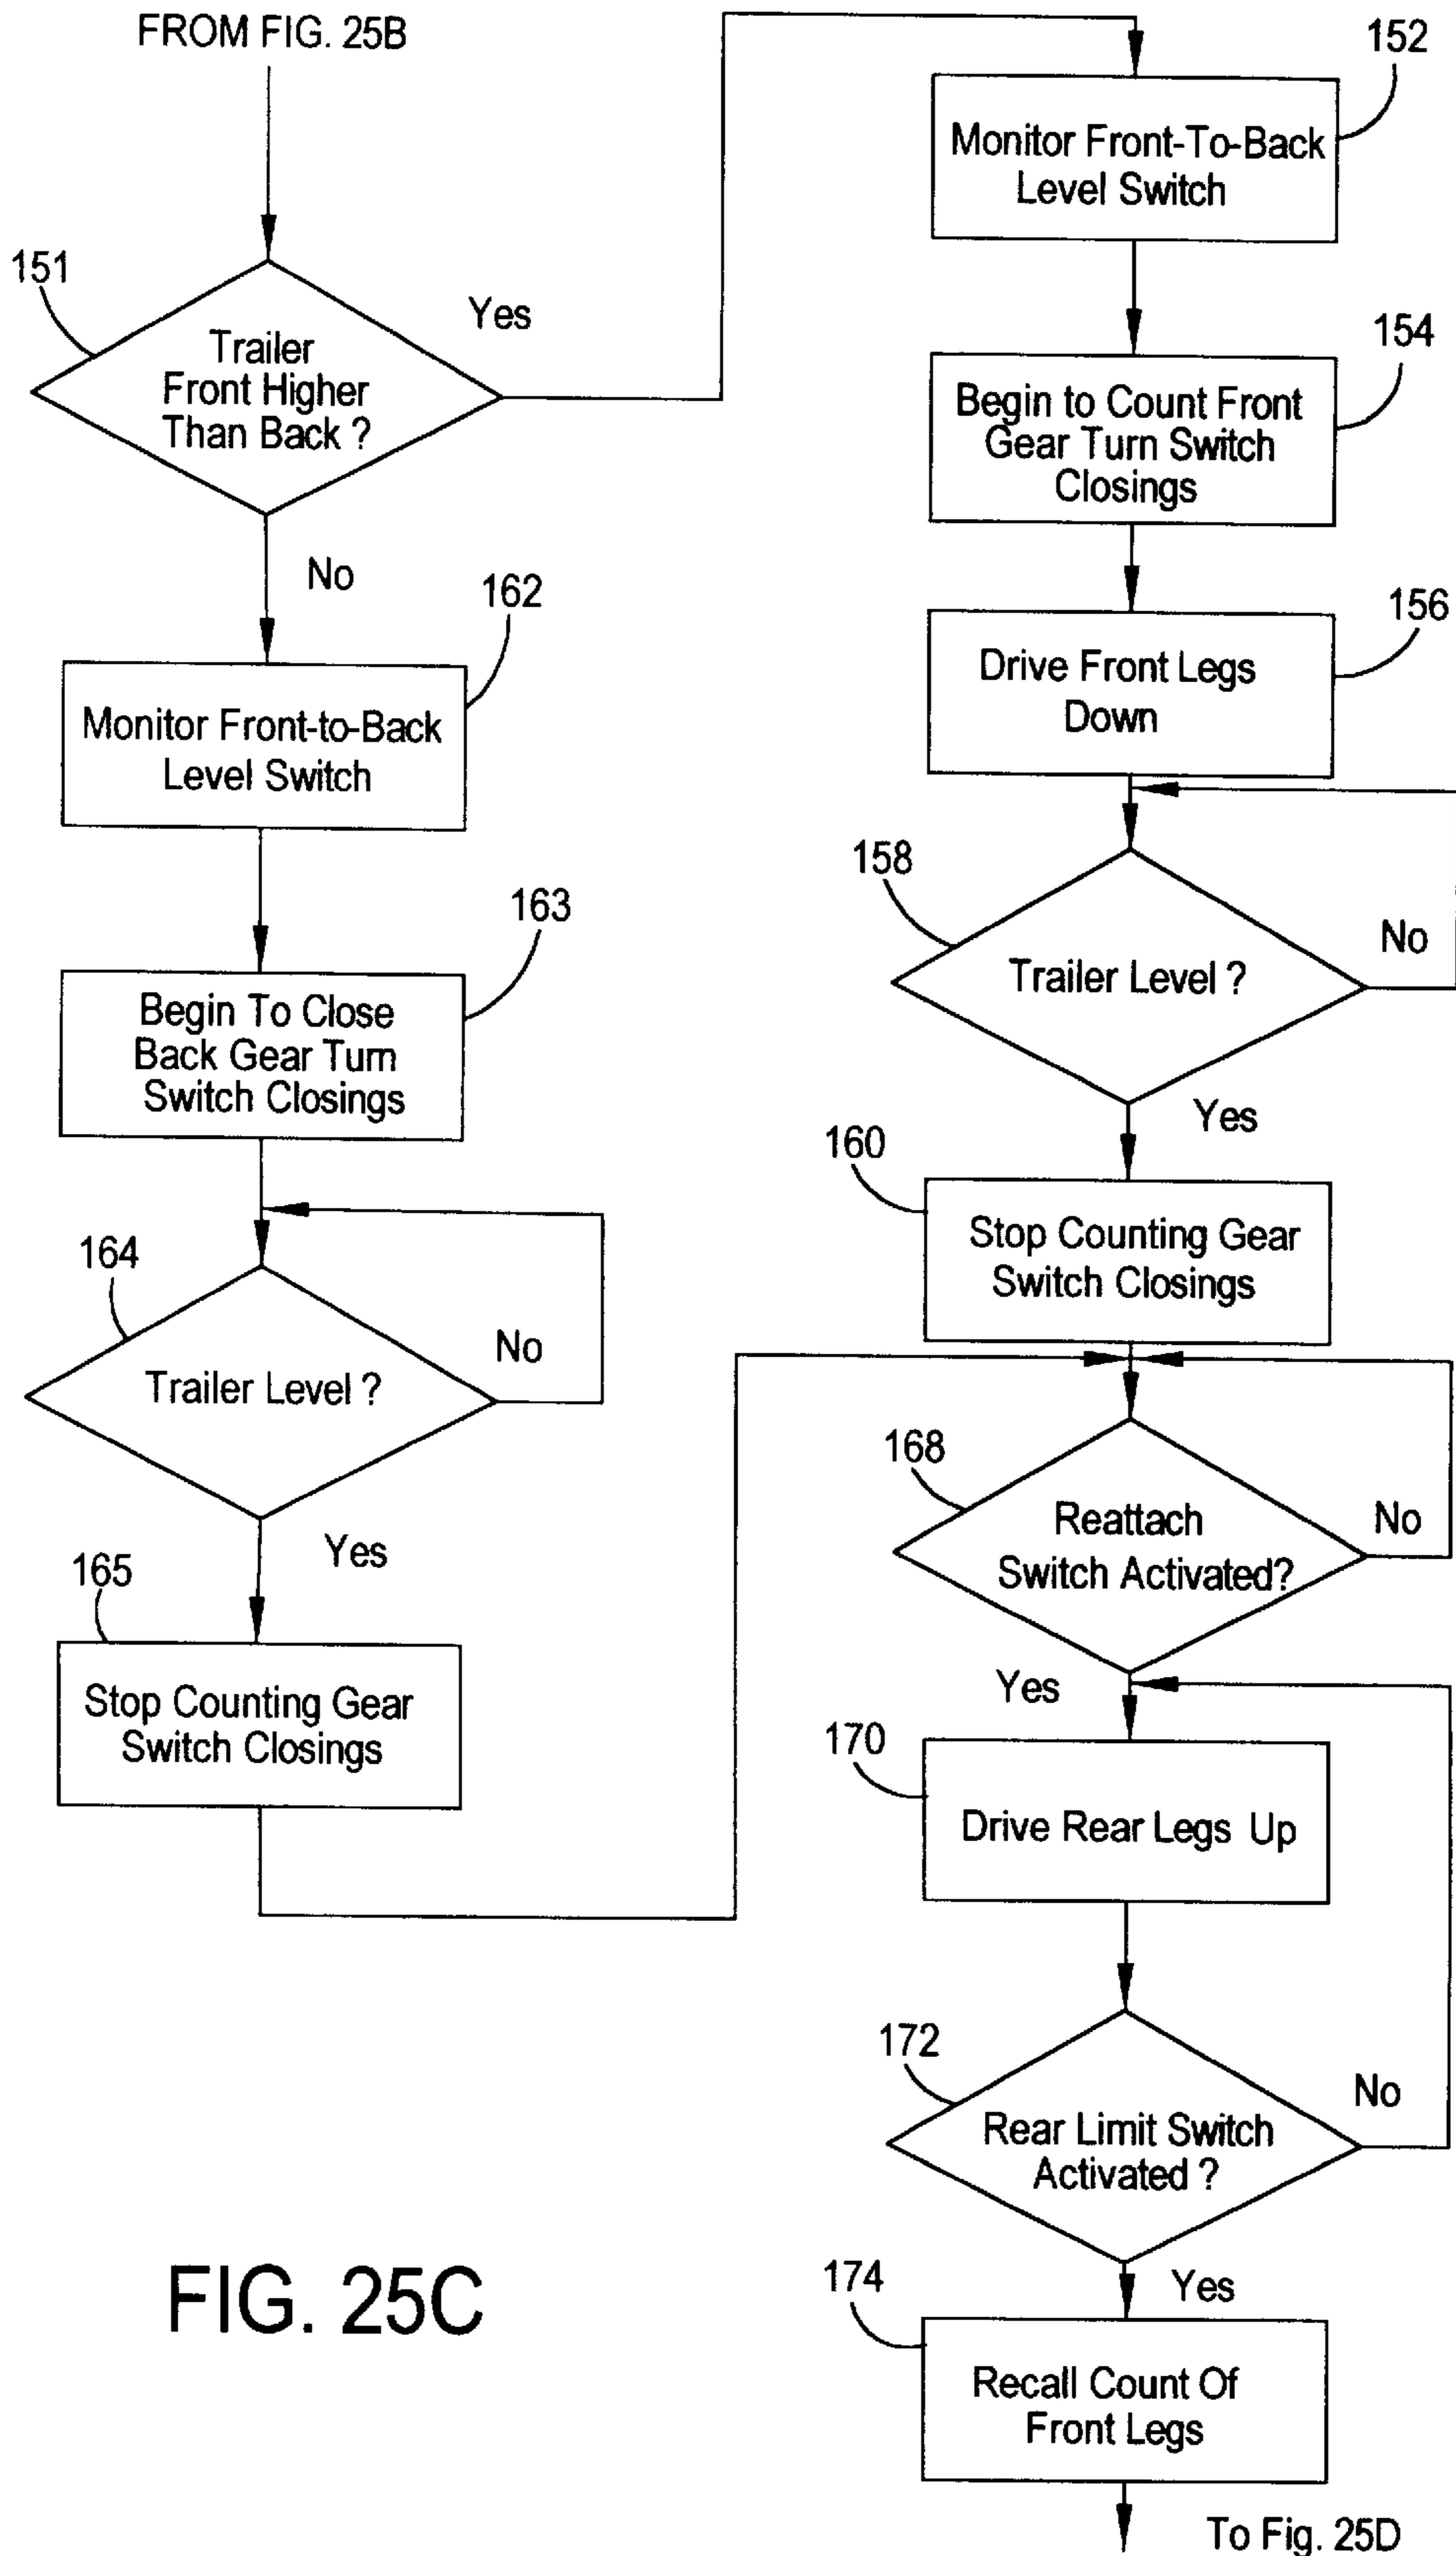 FROM FIG. 25B
151
Trailer
Front Higher
Than Back ?
Yes
No
162
Monitor Front-to-Back
Level Switch
163
Begin To Close
Back Gear Turn
Switch Closings
164
Trailer Level ?
No
Yes
165
Stop Counting Gear
Switch Closings
152
Monitor Front-To-Back
Level Switch
154
Begin to Count Front
Gear Turn Switch
Closings
156
Drive Front Legs
Down
158
Trailer Level ?
No
Yes
160
Stop Counting Gear
Switch Closings
168
Reattach
Switch Activated?
No
Yes
170
Drive Rear Legs Up
172
Rear Limit Switch
Activated ?
No
Yes
174
Recall Count Of
Front Legs
To Fig. 25D
FIG. 25C